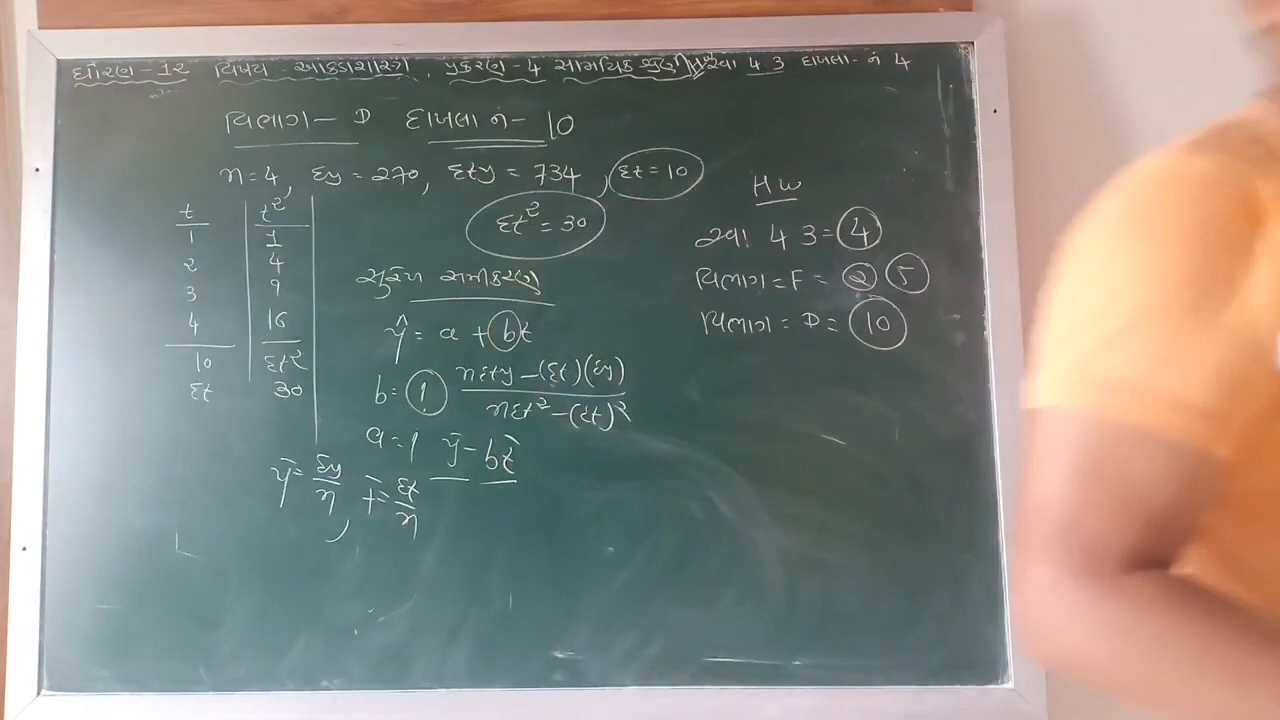 ધોરણ-12 વિષય આંકડાશાસ્ત્ર, પ્રકરણ-4 સામયિક શ્રેણી સ્વા 4 3 દાખલા-નં 4
વિભાગ-D દાખલા નં- 10
n=4, Σy=270, Σty=734, Σt=10
Σt²=30
t t²
1 1
2 4
3 9
4 16
10 Σt²
Σt 30
સુરેખ સમીકરણ
ŷ = a + bt
b= 1 nΣty-(Σt)(Σy)
nΣt²-(Σt)²
a=1 ȳ-bt̄
ȳ=Σy/n, t̄=Σt/n
HW
સ્વા 4 3= 4
વિભાગ=F= 2 5
વિભાગ=D= 10